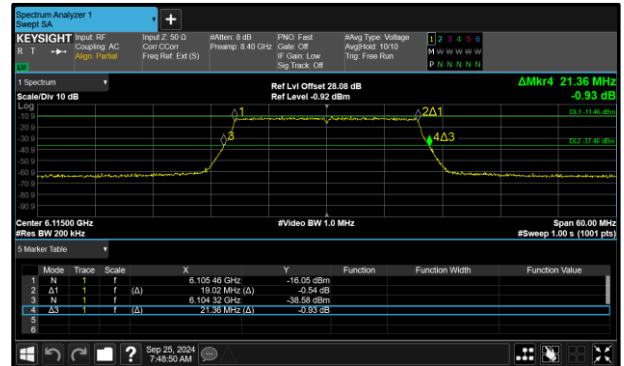 Spectrum Analyzer 1
Swept SA
+
KEYSIGHT Input: RF Input Z: 50 Ω #Atten: 8 dB PNO: Fast #Avg Type: Voltage 1 2 3 4 5 6
R T Coupling: AC Corr CCorr Preamp: 8.40 GHz Gate: Off Avg|Hold: 10/10 M W W W W W
Align: Partial Freq Ref: Ext (S) IF Gain: Low Trig: Free Run
Sig Track: Off P N N N N N
LXI
1 Spectrum Ref Lvl Offset 28.08 dB ΔMkr4 21.36 MHz
Scale/Div 10 dB Ref Level -0.92 dBm -0.93 dB
Log
-10.9 1 2Δ1 DL1 -11.46 dBm
-20.9
-30.9 3 4Δ3 DL2 -37.46 dBm
-40.9
-50.9
-60.9
-70.9
-80.9
-90.9
Center 6.11500 GHz #Video BW 1.0 MHz Span 60.00 MHz
#Res BW 200 kHz #Sweep 1.00 s (1001 pts)
5 Marker Table
Mode Trace Scale X Y Function Function Width Function Value
1 N 1 f 6.105 46 GHz -16.05 dBm
2 Δ1 1 f (Δ) 19.02 MHz (Δ) -0.54 dB
3 N 1 f 6.104 32 GHz -38.58 dBm
4 Δ3 1 f (Δ) 21.36 MHz (Δ) -0.93 dB
5
6
? Sep 25, 2024
7:48:50 AM